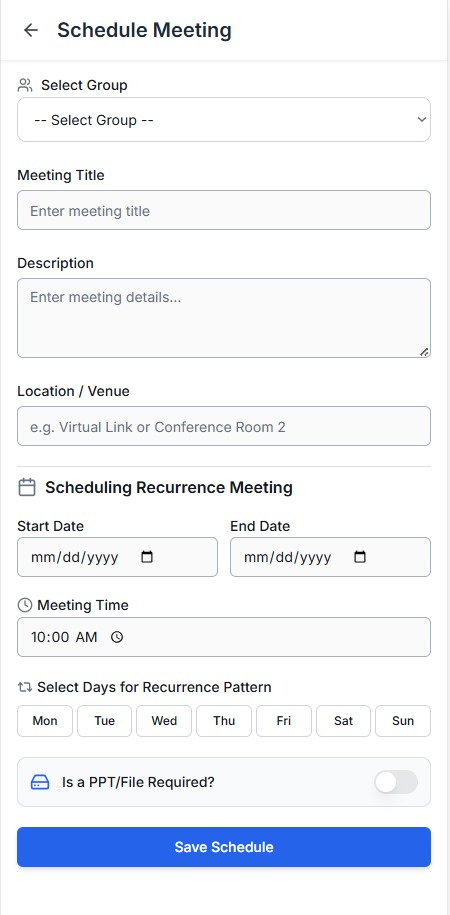 Schedule Meeting
Select Group
-- Select Group --
Meeting Title
Enter meeting title
Description
Enter meeting details...
Location / Venue
e.g. Virtual Link or Conference Room 2
Scheduling Recurrence Meeting
Start Date End Date
mm/dd/yyyy mm/dd/yyyy
Meeting Time
10:00 AM
Select Days for Recurrence Pattern
Mon Tue Wed Thu Fri Sat Sun
Is a PPT/File Required?
Save Schedule